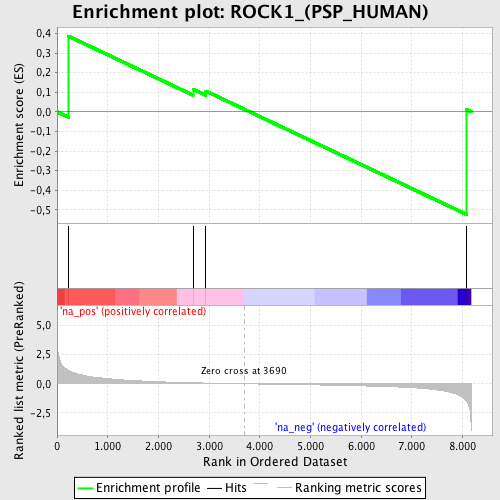 Enrichment plot: ROCK1_(PSP_HUMAN)
Enrichment score (ES)
0,4
0,3
0,2
0,1
0,0
-0,1
-0,2
-0,3
-0,4
-0,5
'na_pos' (positively correlated)
Ranked list metric (PreRanked)
5,0
2,5
0,0
-2,5
Zero cross at 3690
'na_neg' (negatively correlated)
0 1.000 2.000 3.000 4.000 5.000 6.000 7.000 8.000
Rank in Ordered Dataset
Enrichment profile Hits Ranking metric scores